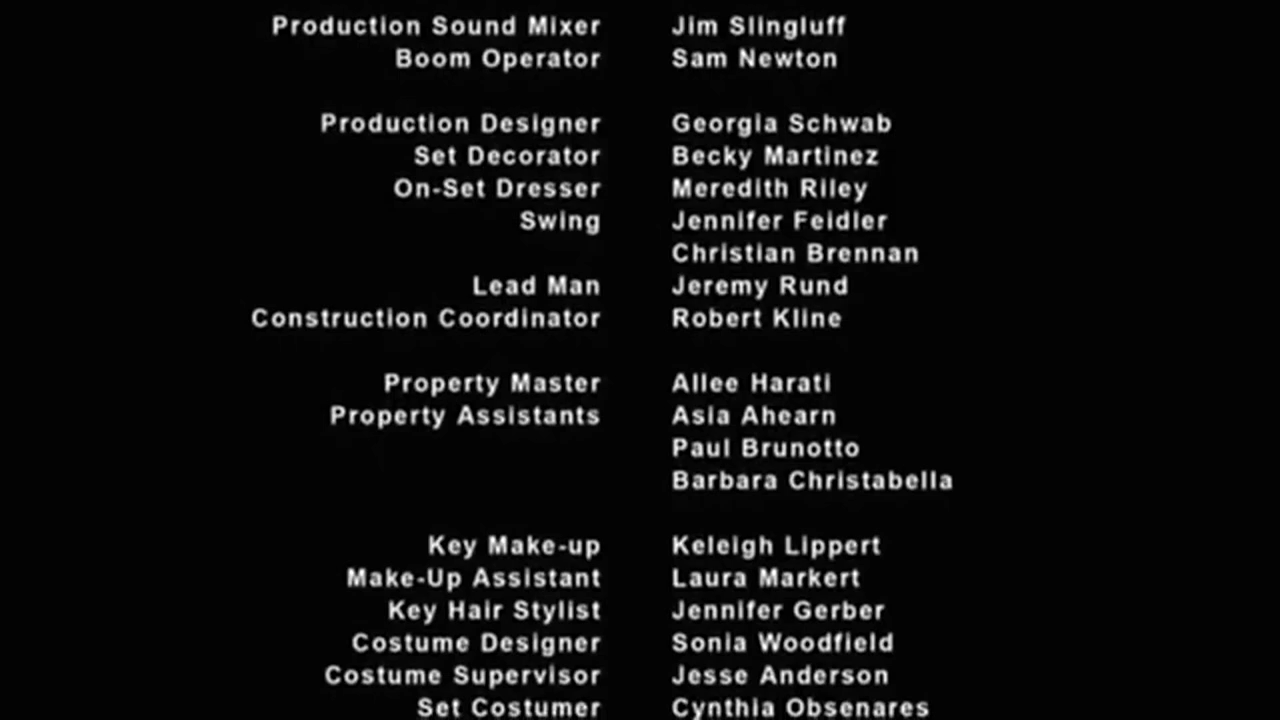 Production Sound Mixer Jim Slingluff
Boom Operator Sam Newton
Production Designer Georgia Schwab
Set Decorator Becky Martinez
On-Set Dresser Meredith Riley
Swing Jennifer Feidler
Christian Brennan
Lead Man Jeremy Rund
Construction Coordinator Robert Kline
Property Master Allee Harati
Property Assistants Asia Ahearn
Paul Brunotto
Barbara Christabella
Key Make-up Keleigh Lippert
Make-Up Assistant Laura Markert
Key Hair Stylist Jennifer Gerber
Costume Designer Sonia Woodfield
Costume Supervisor Jesse Anderson
Set Costumer Cynthia Obsenares